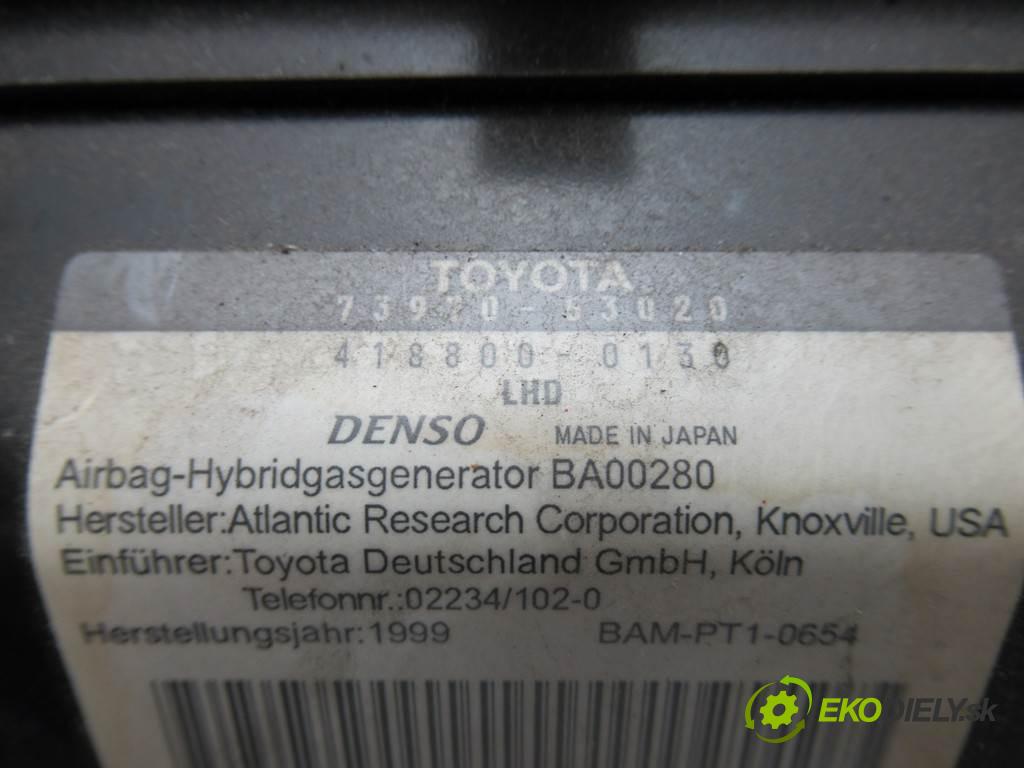 TOYOTA
73970-53020
418800-0130
LHD
DENSO MADE IN JAPAN
Airbag-Hybridgasgenerator BA00280
Hersteller:Atlantic Research Corporation, Knoxville, USA
Einführer:Toyota Deutschland GmbH, Köln
Telefonnr.:02234/102-0
Herstellungsjahr:1999 BAM-PT1-0654
EKODIELY.sk